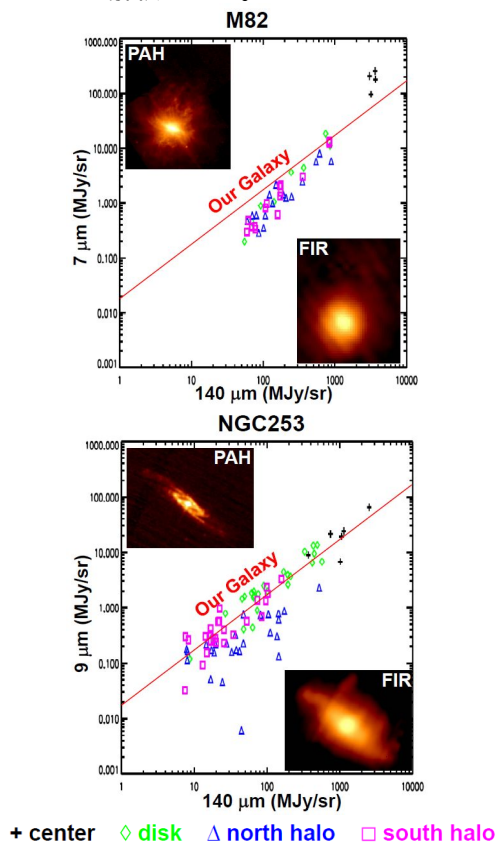 M82
1000.000
100.000
10.000
1.000
0.100
0.010
0.001
7 μm (MJy/sr)
PAH
Our Galaxy
FIR
1 10 100 1000 10000
140 μm (MJy/sr)
NGC253
1000.000
100.000
10.000
1.000
0.100
0.010
0.001
9 μm (MJy/sr)
PAH
Our Galaxy
FIR
1 10 100 1000 10000
140 μm (MJy/sr)
+ center ◇ disk △ north halo □ south halo